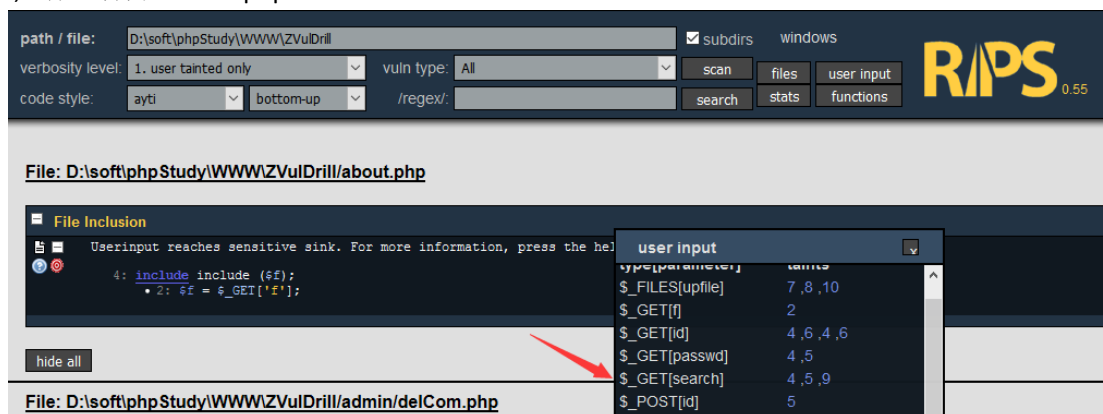 path / file: D:\soft\phpStudy\WWW\ZVulDrill subdirs windows
verbosity level: 1. user tainted only vuln type: All scan files user input
code style: ayti bottom-up /regex/: search stats functions
RIPS 0.55
File: D:\soft\phpStudy\WWW\ZVulDrill/about.php
File Inclusion
Userinput reaches sensitive sink. For more information, press the hel
4: include include ($f);
• 2: $f = $_GET['f'];
user input
type[parameter] taints
$_FILES[upfile] 7 ,8 ,10
$_GET[f] 2
$_GET[id] 4 ,6 ,4 ,6
$_GET[passwd] 4 ,5
$_GET[search] 4 ,5 ,9
$_POST[id] 5
hide all
File: D:\soft\phpStudy\WWW\ZVulDrill/admin/delCom.php